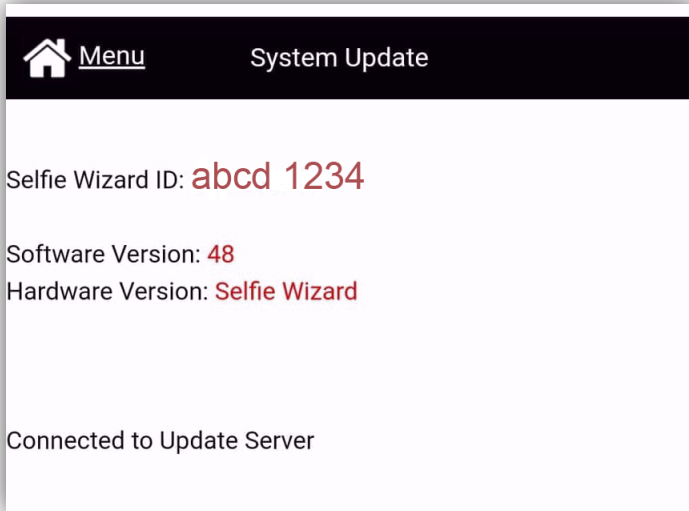 Menu System Update
Selfie Wizard ID: abcd 1234
Software Version: 48
Hardware Version: Selfie Wizard
Connected to Update Server